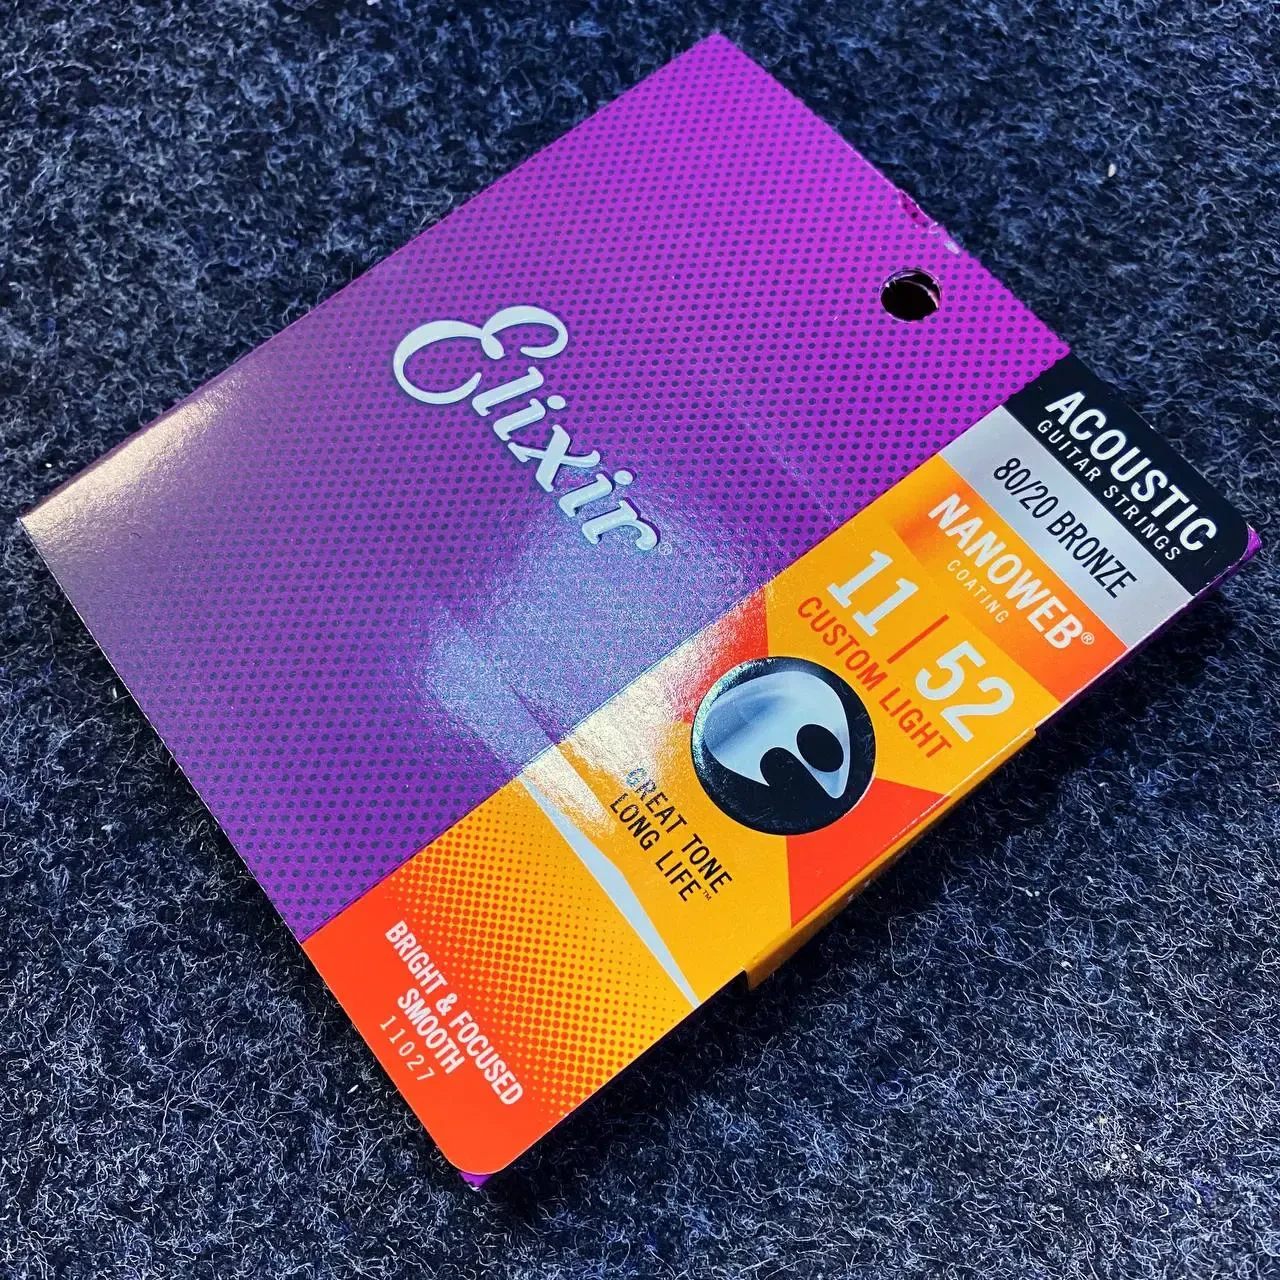 Elixir®
ACOUSTIC
GUITAR STRINGS
80/20 BRONZE
NANOWEB®
COATING
11 | 52
CUSTOM LIGHT
GREAT TONE
LONG LIFE™
BRIGHT & FOCUSED
SMOOTH
11027